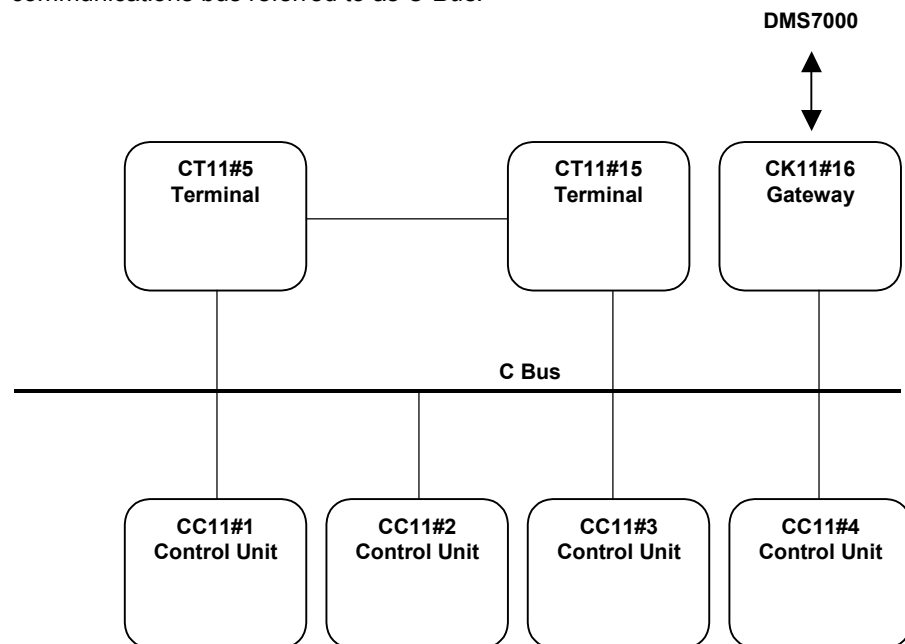 communications bus referred to as C-Bus.
DMS7000
CT11#5
Terminal
CT11#15
Terminal
CK11#16
Gateway
C Bus
CC11#1
Control Unit
CC11#2
Control Unit
CC11#3
Control Unit
CC11#4
Control Unit